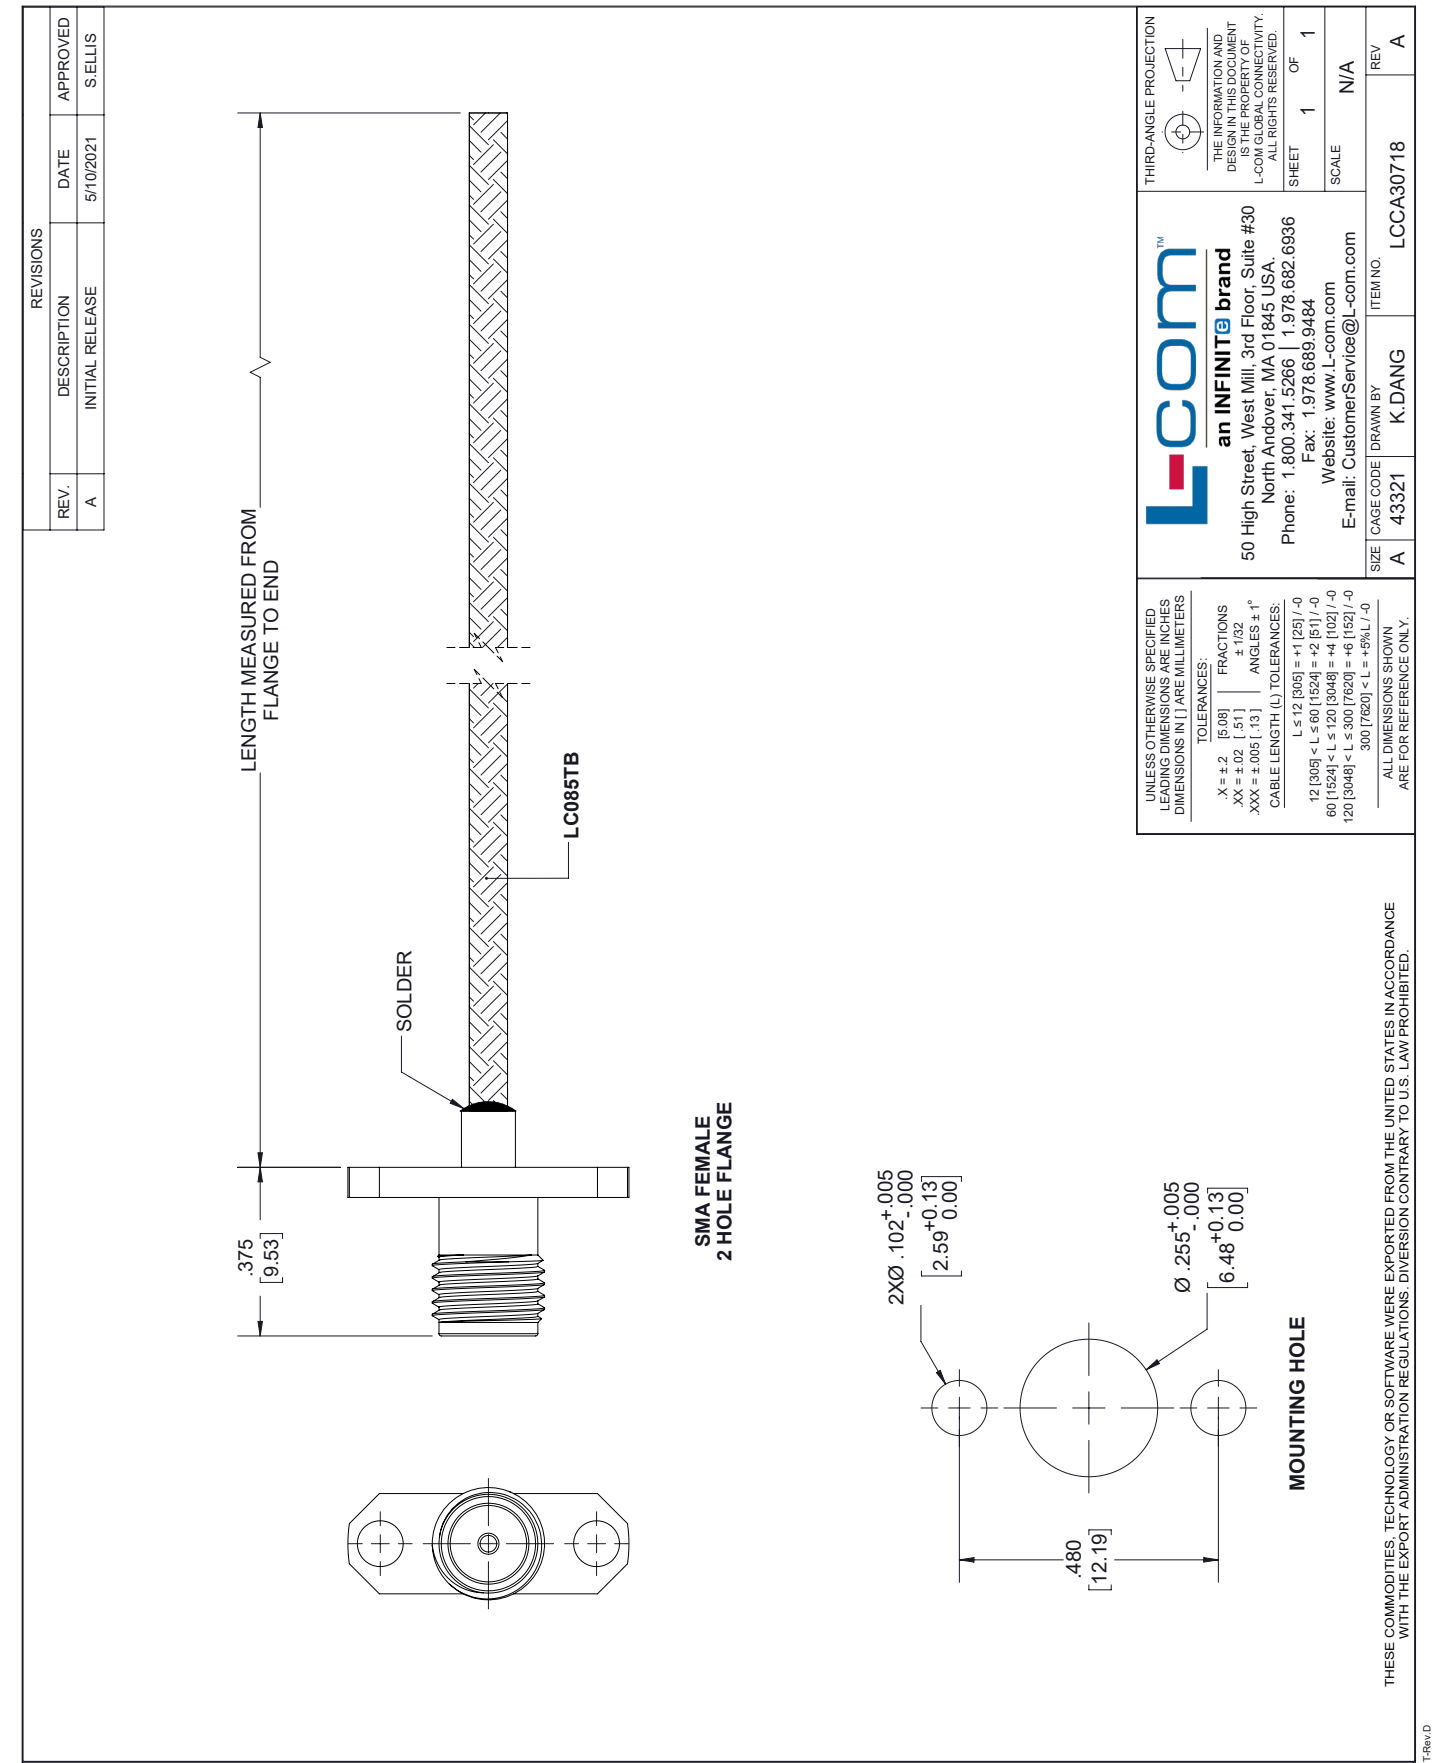 REVISIONS
REV. DESCRIPTION DATE APPROVED
A INITIAL RELEASE 5/10/2021 S.ELLIS
LENGTH MEASURED FROM
FLANGE TO END
.375
[9.53]
SOLDER
LC085TB
SMA FEMALE
2 HOLE FLANGE
2XØ .102+.005 -.000
[2.59+0.13 0.00]
Ø .255+.005 -.000
[6.48+0.13 0.00]
.480
[12.19]
MOUNTING HOLE
UNLESS OTHERWISE SPECIFIED
LEADING DIMENSIONS ARE INCHES
DIMENSIONS IN [ ] ARE MILLIMETERS
TOLERANCES:
.X = ±.2 [5.08] FRACTIONS
.XX = ±.02 [ .51] ± 1/32
.XXX = ±.005 [ .13] ANGLES ± 1°
CABLE LENGTH (L) TOLERANCES:
L ≤ 12 [305] = +1 [25] / -0
12 [305] < L ≤ 60 [1524] = +2 [51] / -0
60 [1524] < L ≤ 120 [3048] = +4 [102] / -0
120 [3048] < L ≤ 300 [7620] = +6 [152] / -0
300 [7620] < L = +5%L / -0
ALL DIMENSIONS SHOWN
ARE FOR REFERENCE ONLY.
L-com™
an INFINITe brand
50 High Street, West Mill, 3rd Floor, Suite #30
North Andover, MA 01845 USA.
Phone: 1.800.341.5266 | 1.978.682.6936
Fax: 1.978.689.9484
Website: www.L-com.com
E-mail: CustomerService@L-com.com
THIRD-ANGLE PROJECTION
THE INFORMATION AND
DESIGN IN THIS DOCUMENT
IS THE PROPERTY OF
L-COM GLOBAL CONNECTIVITY.
ALL RIGHTS RESERVED.
SHEET 1 OF 1
SCALE N/A
SIZE A
CAGE CODE 43321
DRAWN BY K.DANG
ITEM NO. LCCA30718
REV A
THESE COMMODITIES, TECHNOLOGY OR SOFTWARE WERE EXPORTED FROM THE UNITED STATES IN ACCORDANCE
WITH THE EXPORT ADMINISTRATION REGULATIONS. DIVERSION CONTRARY TO U.S. LAW PROHIBITED.
T-Rev.D